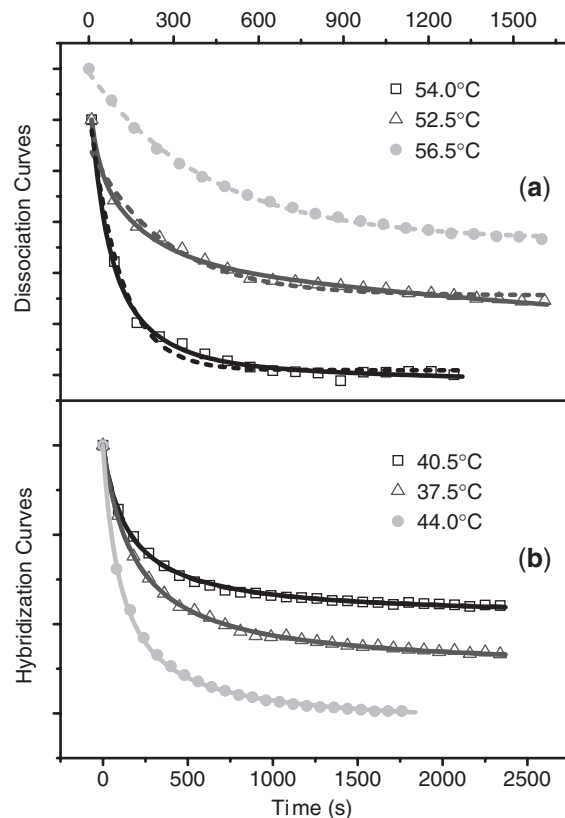 0 300 600 900 1200 1500
54.0°C
52.5°C
56.5°C
(a)
Dissociation Curves
40.5°C
37.5°C
44.0°C
(b)
Hybridization Curves
0 500 1000 1500 2000 2500
Time (s)